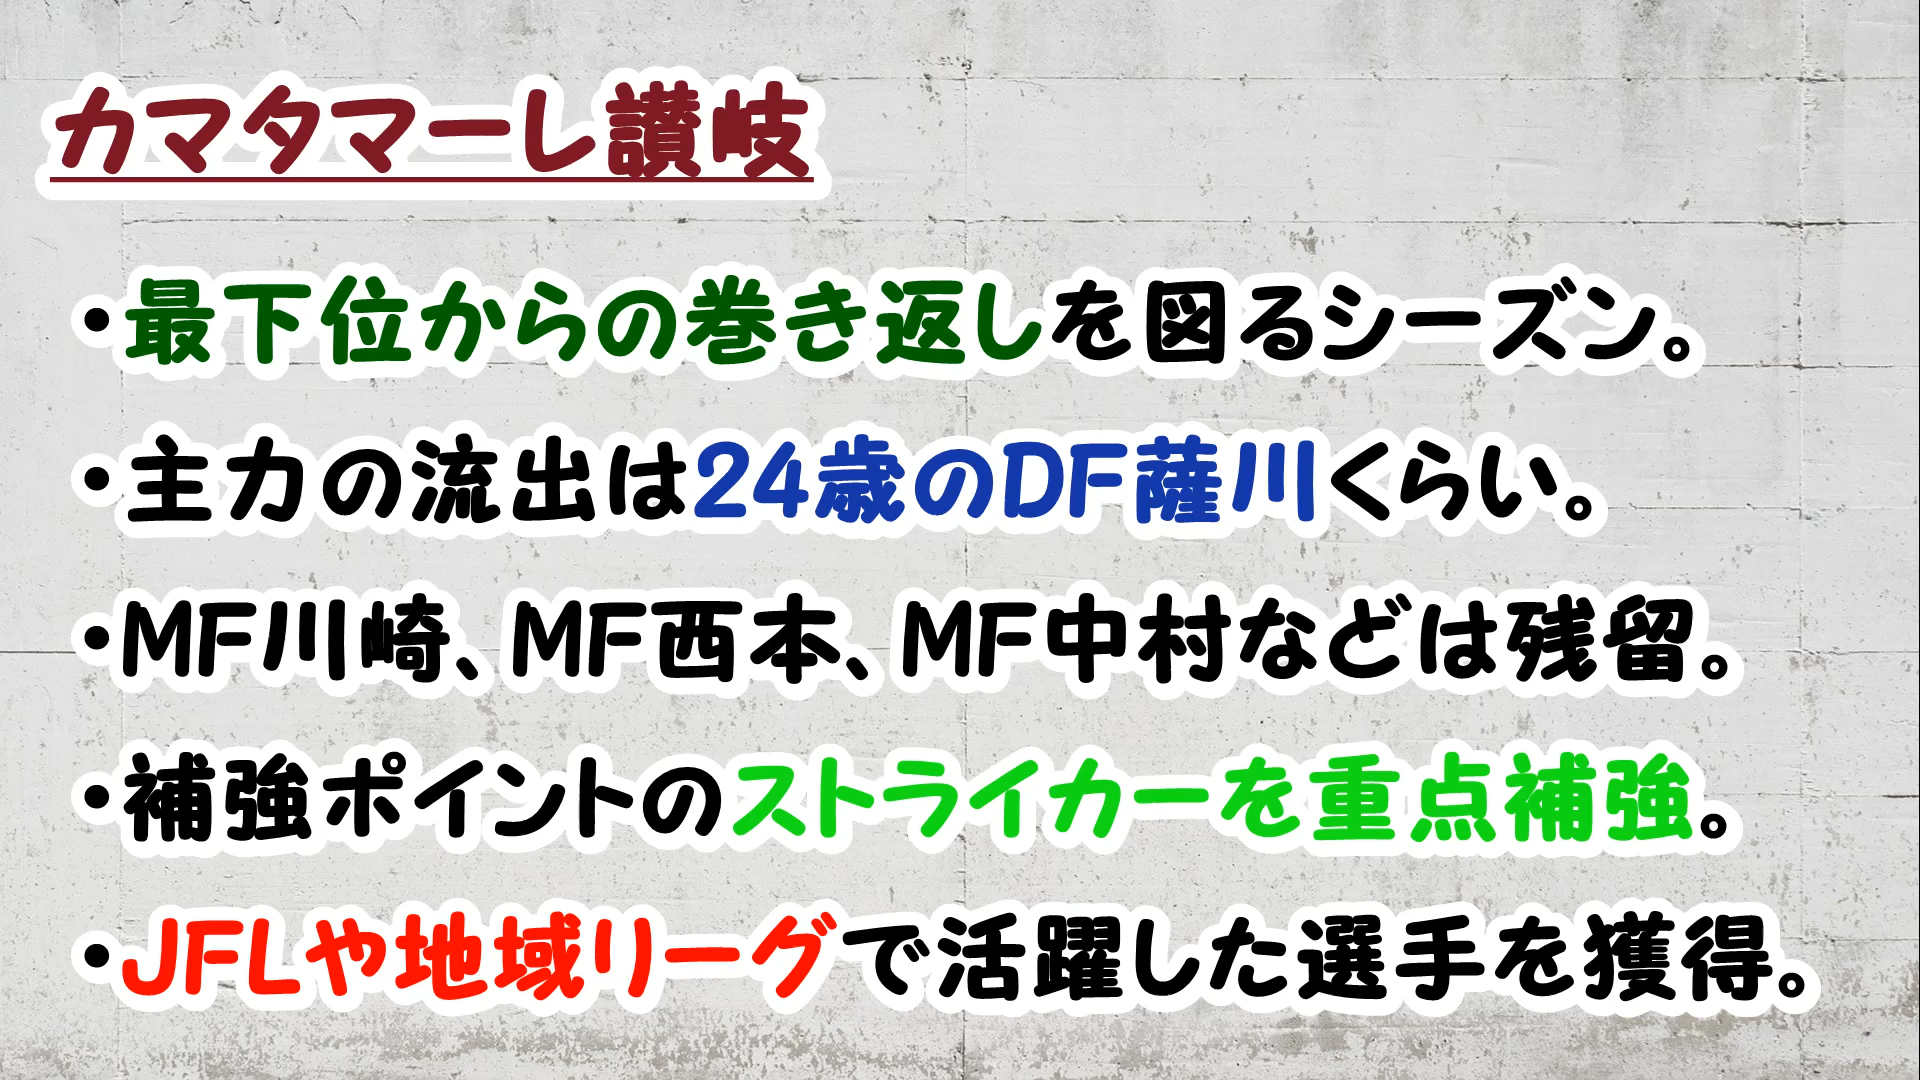 カマタマーレ讃岐
・最下位からの巻き返しを図るシーズン。
・主力の流出は24歳のDF薩川くらい。
・MF川崎、MF西本、MF中村などは残留。
・補強ポイントのストライカーを重点補強。
・JFLや地域リーグで活躍した選手を獲得。